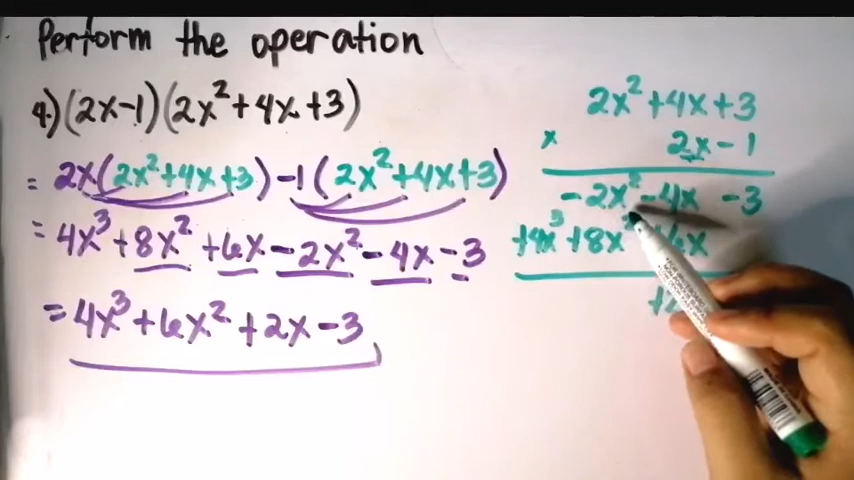 Perform the operation
4.) (2x-1)(2x²+4x+3)
= 2x(2x²+4x+3) -1(2x²+4x+3)
= 4x³+8x²+6x-2x²-4x-3
= 4x³+6x²+2x-3
2x²+4x+3
x 2x-1
-2x²-4x-3
+4x³+8x²+6x